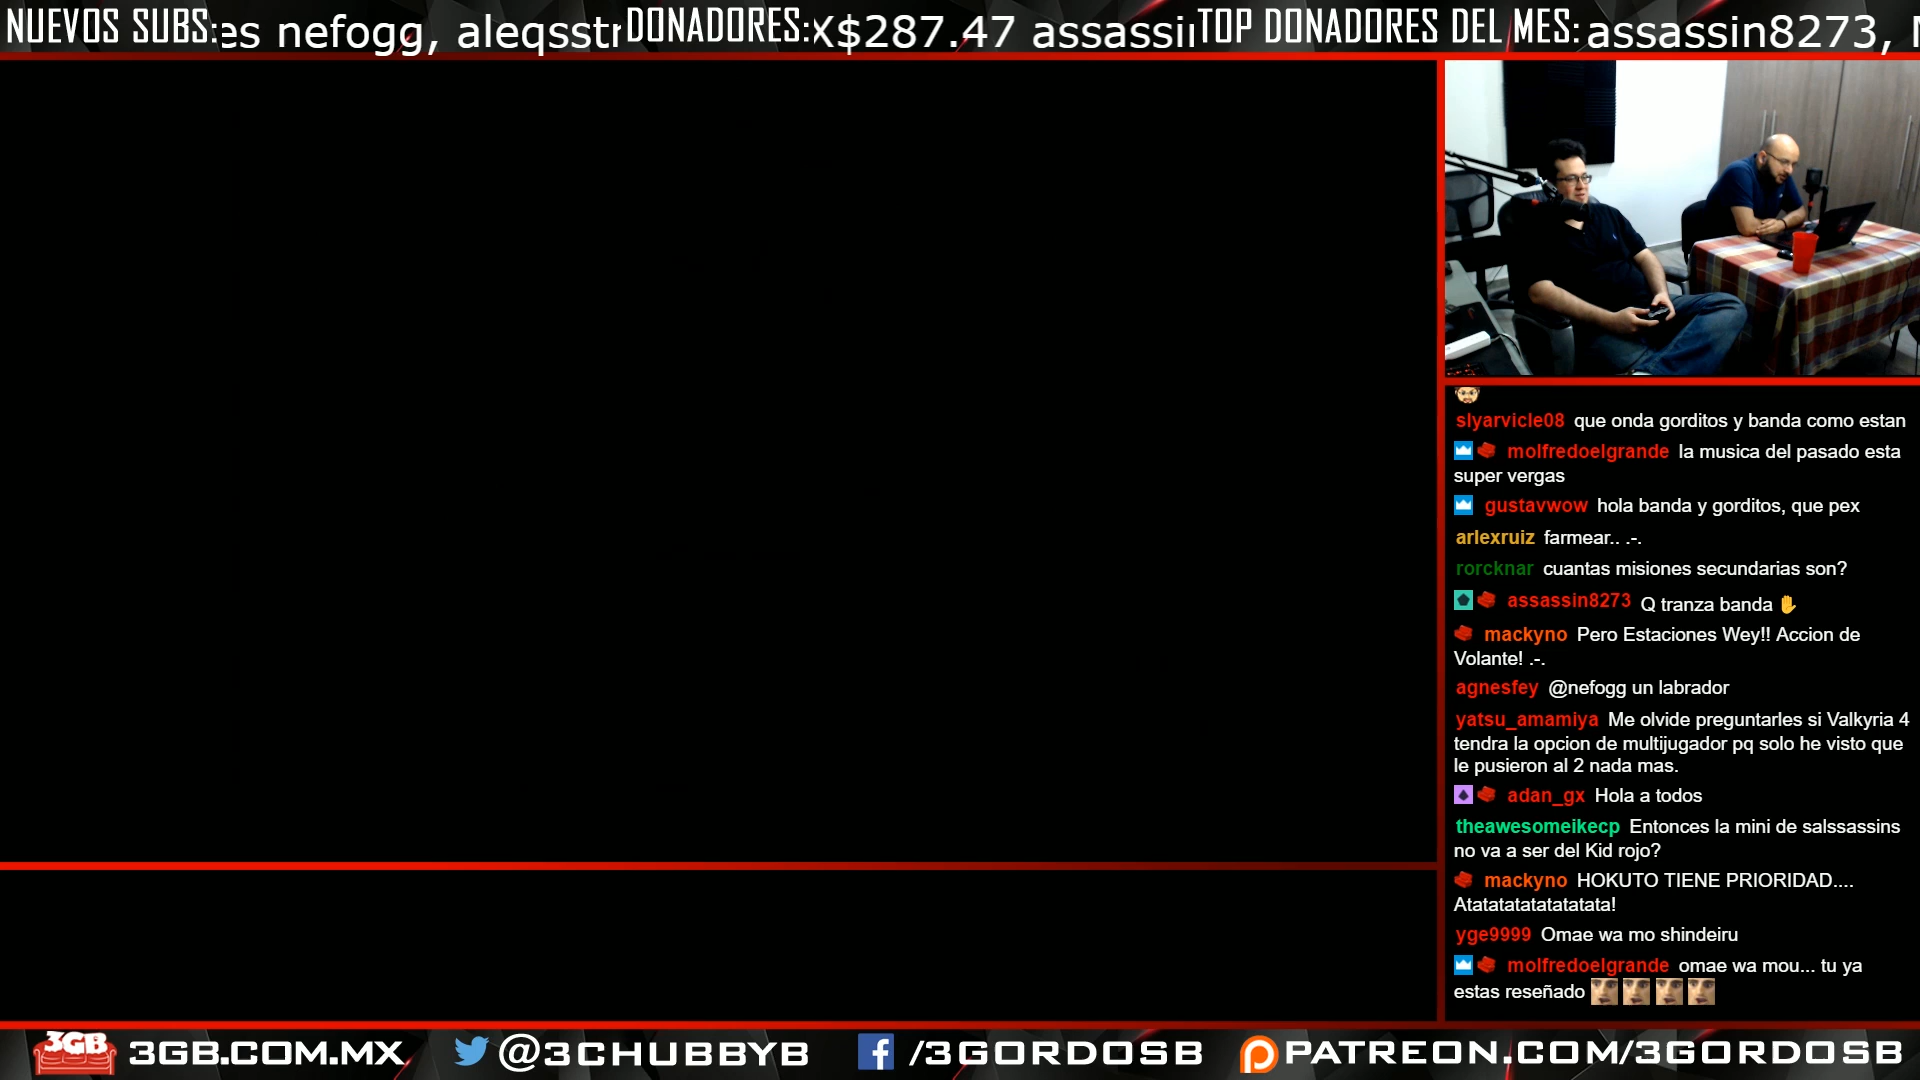 NUEVOS SUBS: es nefogg, aleqsstr DONADORES: X$287.47 assassi TOP DONADORES DEL MES: assassin8273,
slyarvicle08 que onda gorditos y banda como estan
molfredoelgrande la musica del pasado esta
super vergas
gustavwow hola banda y gorditos, que pex
arlexruiz farmear.. .-.
rorcknar cuantas misiones secundarias son?
assassin8273 Q tranza banda ✋
mackyno Pero Estaciones Wey!! Accion de
Volante! .-.
agnesfey @nefogg un labrador
yatsu_amamiya Me olvide preguntarles si Valkyria 4
tendra la opcion de multijugador pq solo he visto que
le pusieron al 2 nada mas.
adan_gx Hola a todos
theawesomeikecp Entonces la mini de salssassins
no va a ser del Kid rojo?
mackyno HOKUTO TIENE PRIORIDAD....
Atatatatatatatatata!
yge9999 Omae wa mo shindeiru
molfredoelgrande omae wa mou... tu ya
estas reseñado
3GB 3GB.COM.MX @3CHUBBYB /3GORDOSB PATREON.COM/3GORDOSB